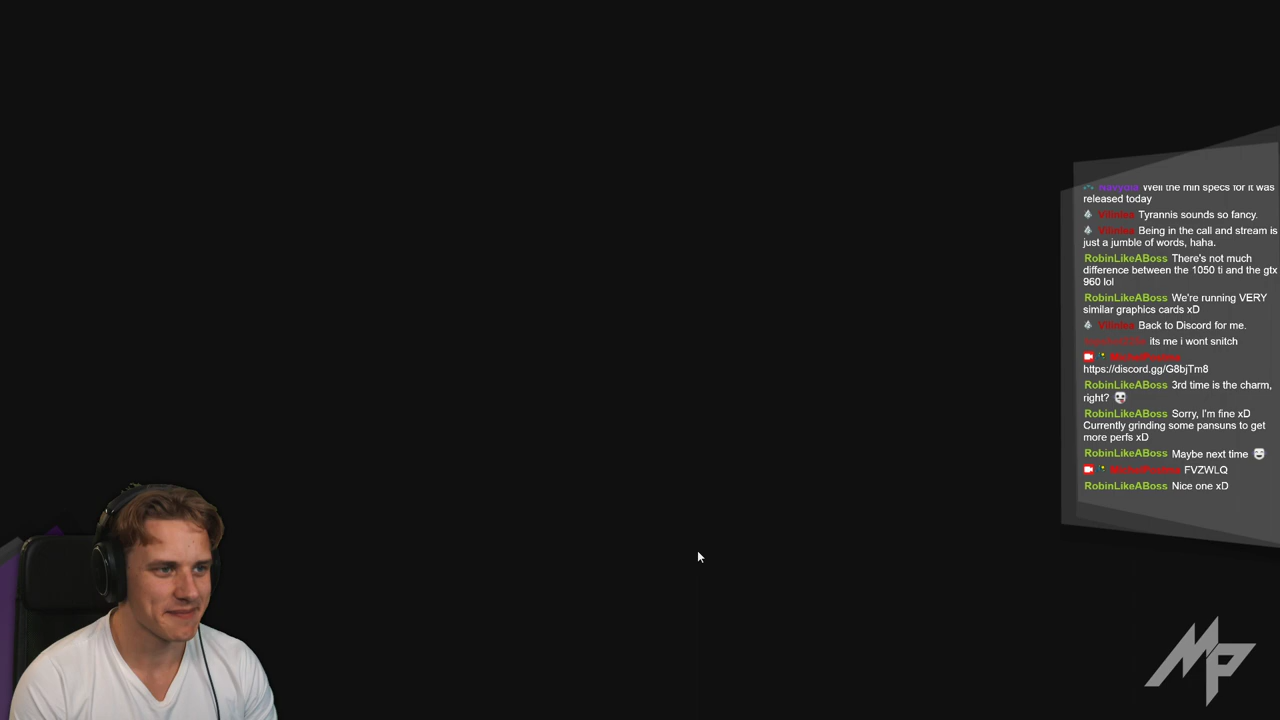 Well the min specs for it was
released today
Vilinlea Tyrannis sounds so fancy.
Being in the call and stream is
just a jumble of words, haha.
RobinLikeABoss There's not much
difference between the 1050 ti and the gtx
960 lol
RobinLikeABoss We're running VERY
similar graphics cards xD
Back to Discord for me.
its me i wont snitch
https://discord.gg/G8bjTm8
RobinLikeABoss 3rd time is the charm,
right?
RobinLikeABoss Sorry, I'm fine xD
Currently grinding some pansuns to get
more perfs xD
RobinLikeABoss Maybe next time
FVZWLQ
RobinLikeABoss Nice one xD
MP